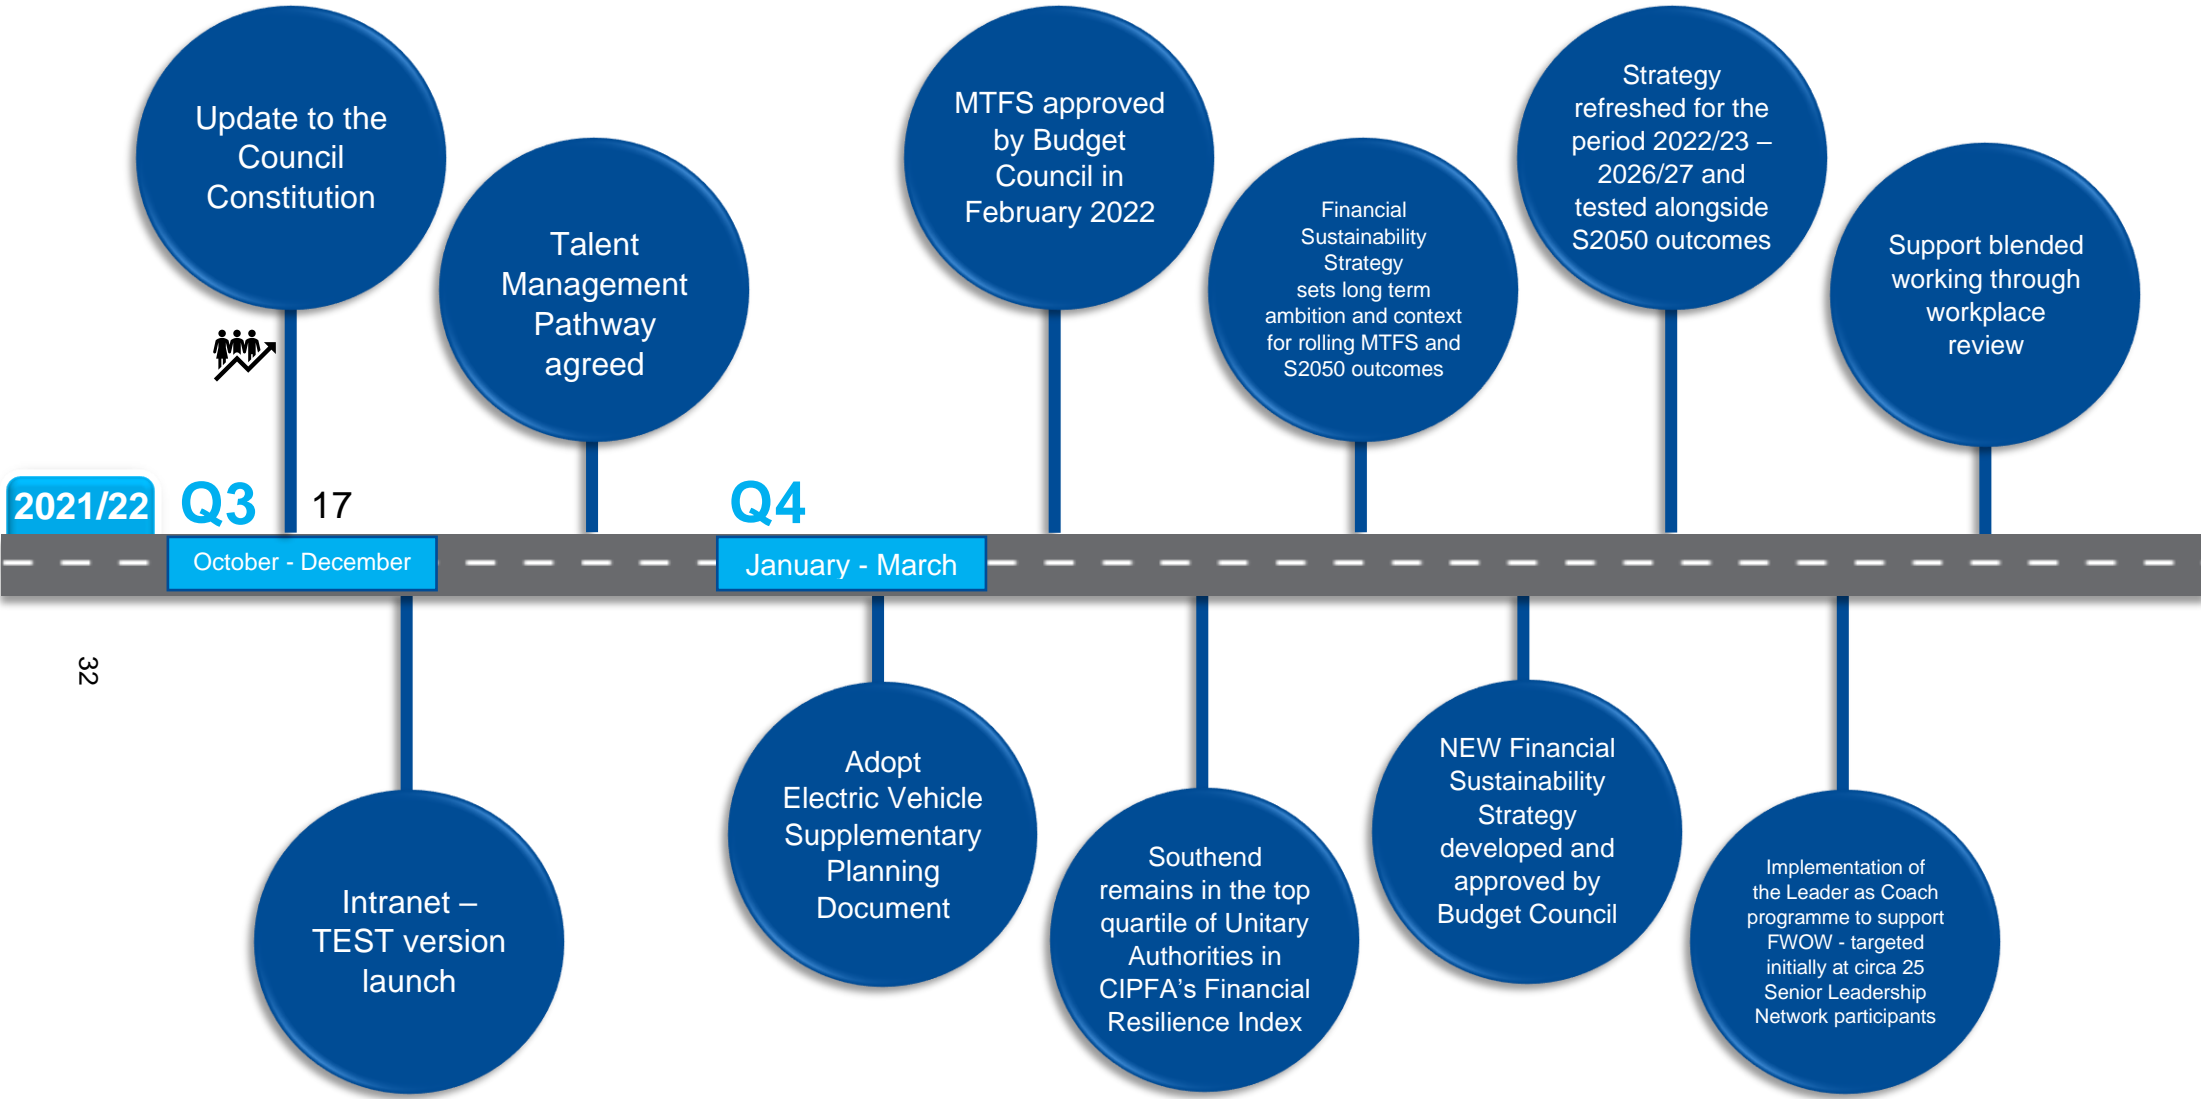 Update to the
Council
Constitution
Talent
Management
Pathway
agreed
MTFS approved
by Budget
Council in
February 2022
Financial
Sustainability
Strategy
sets long term
ambition and context
for rolling MTFS and
S2050 outcomes
Strategy
refreshed for the
period 2022/23 –
2026/27 and
tested alongside
S2050 outcomes
Support blended
working through
workplace
review
2021/22
Q3
17
Q4
October - December
January - March
32
Intranet –
TEST version
launch
Adopt
Electric Vehicle
Supplementary
Planning
Document
Southend
remains in the top
quartile of Unitary
Authorities in
CIPFA's Financial
Resilience Index
NEW Financial
Sustainability
Strategy
developed and
approved by
Budget Council
Implementation of
the Leader as Coach
programme to support
FWOW - targeted
initially at circa 25
Senior Leadership
Network participants